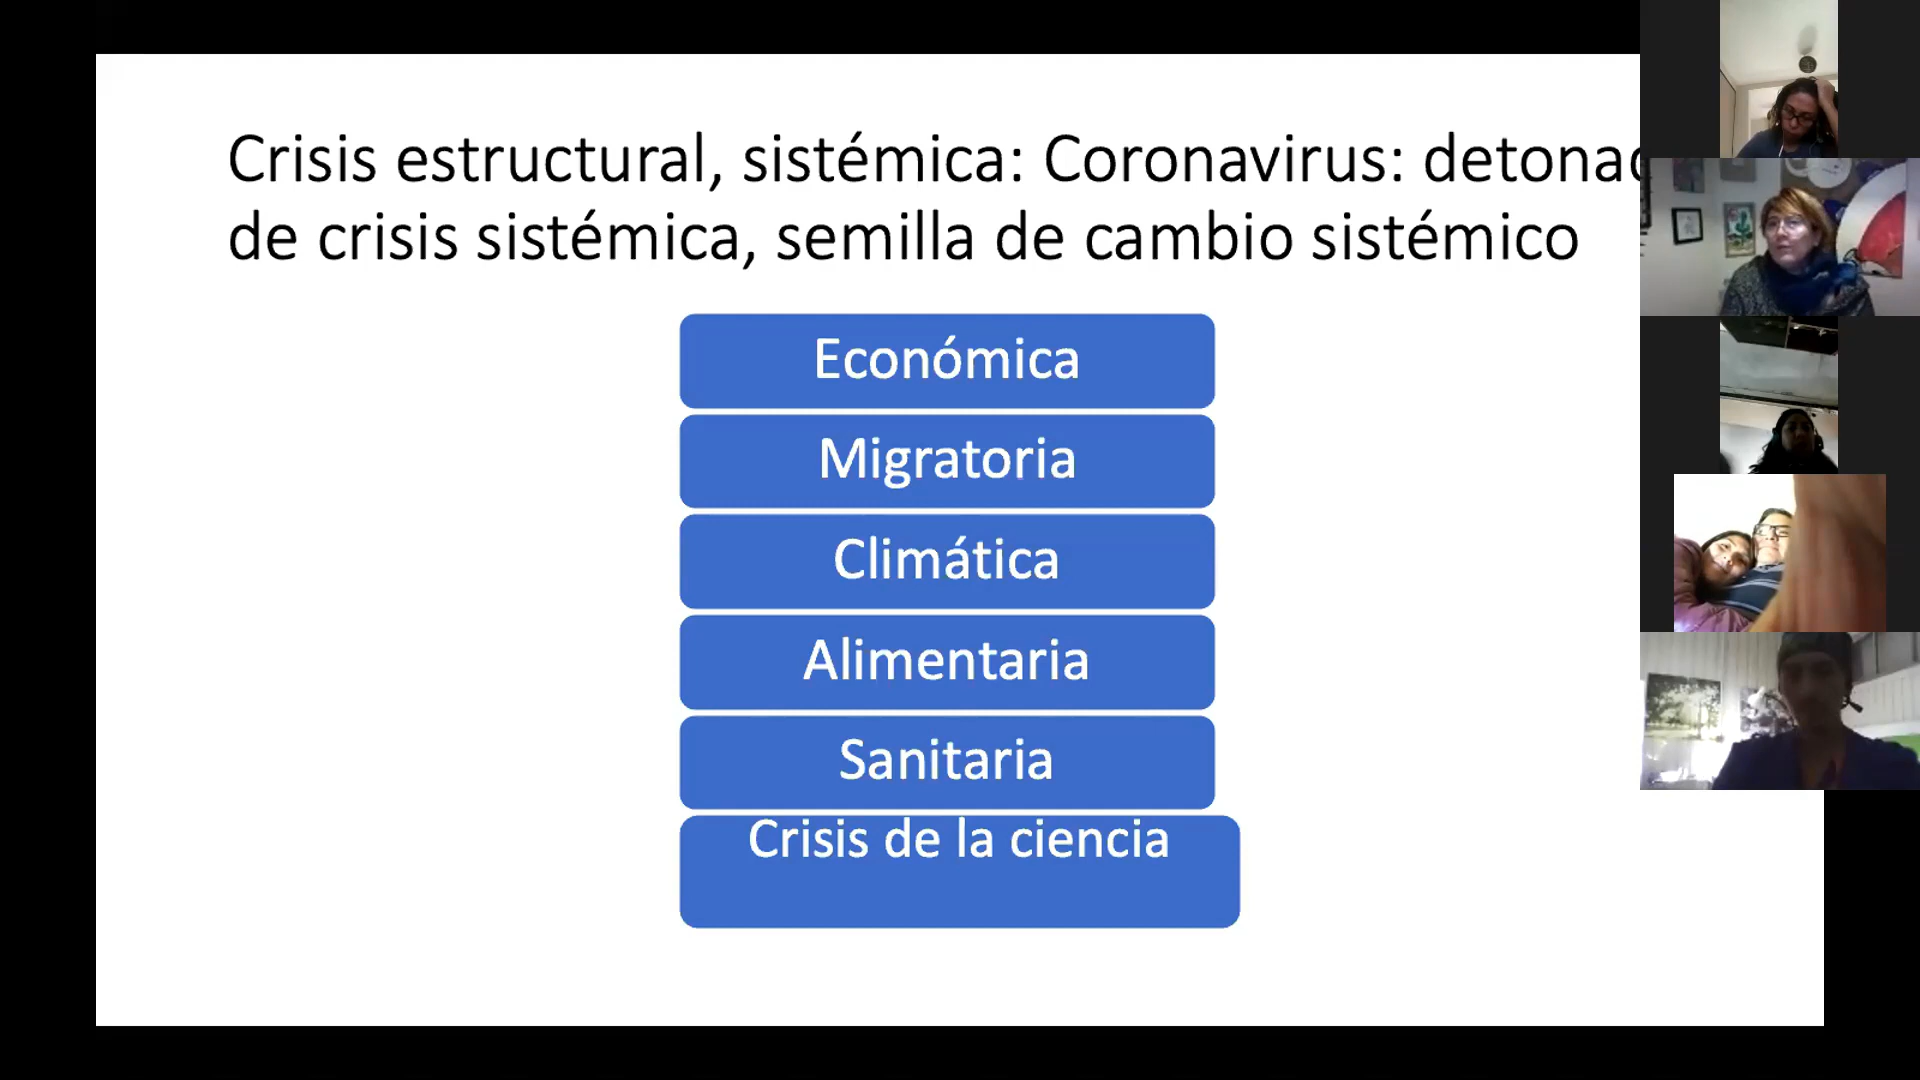 Crisis estructural, sistémica: Coronavirus:
de crisis sistémica, semilla de cambio sistémico
Económica
Migratoria
Climática
Alimentaria
Sanitaria
Crisis de la ciencia